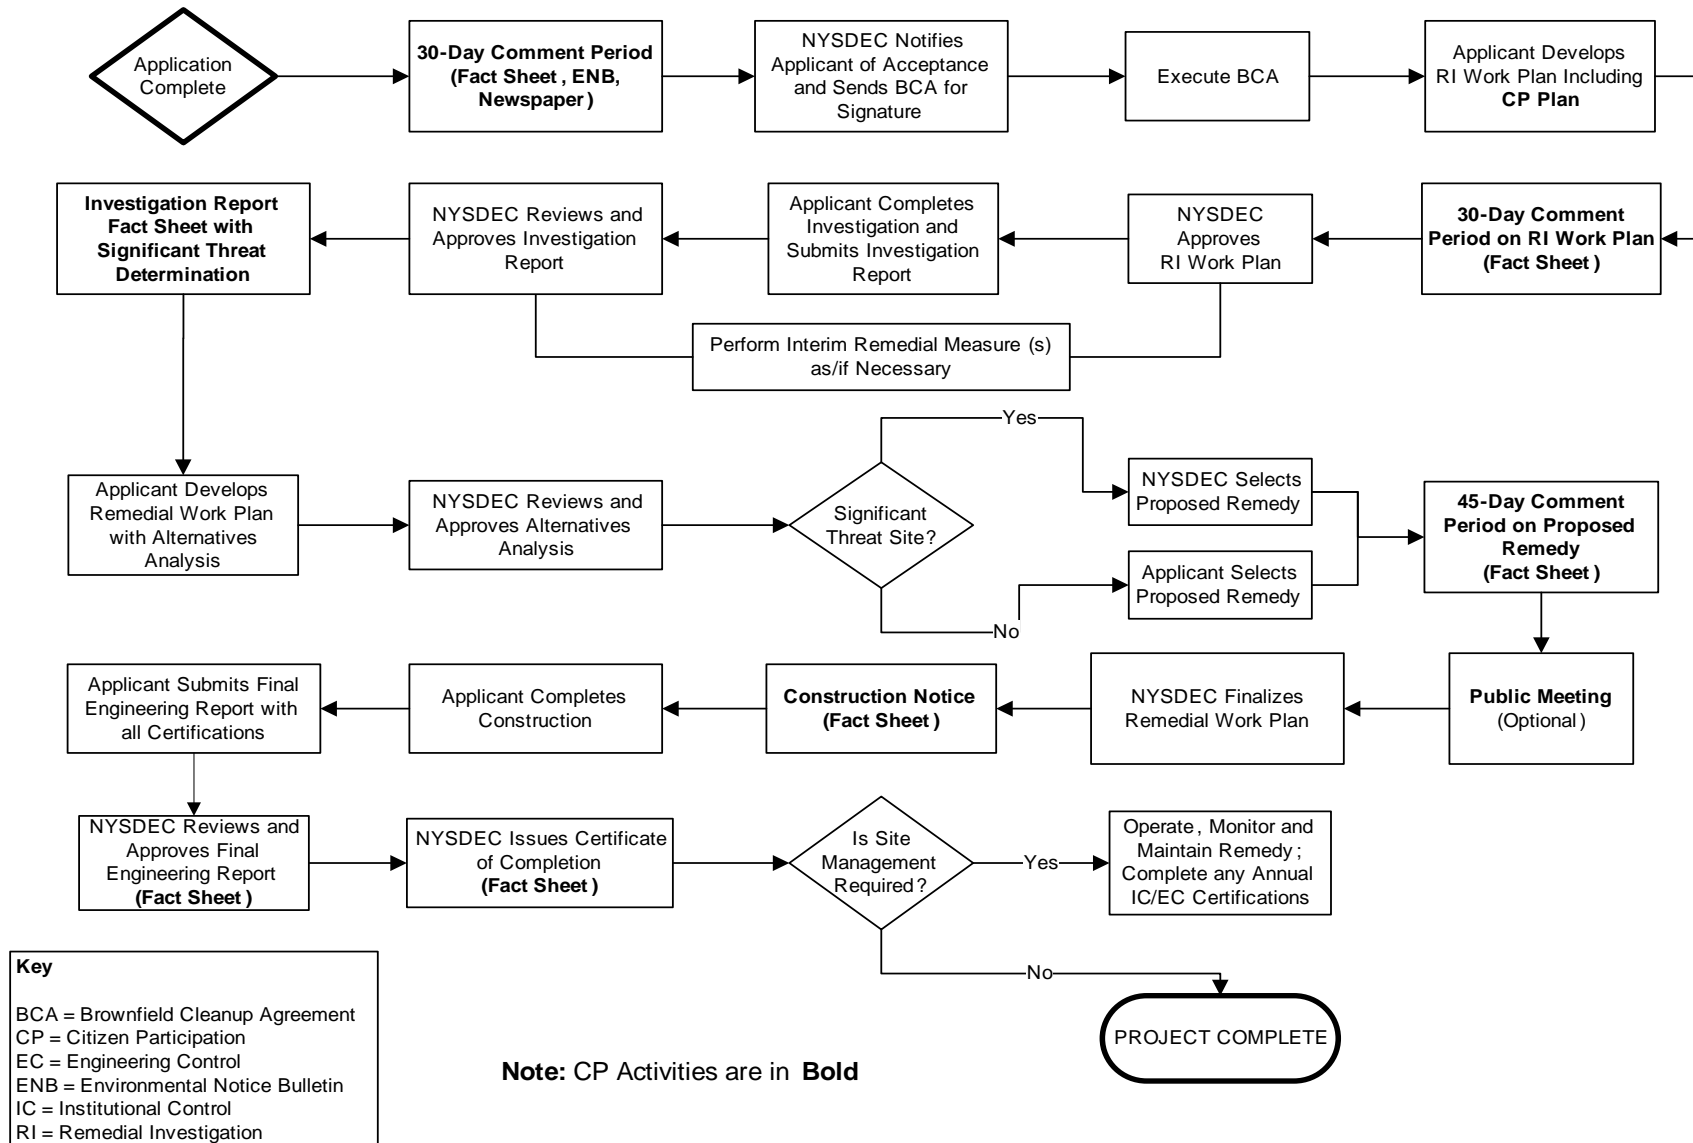 Application
Complete
30-Day Comment Period
(Fact Sheet , ENB,
Newspaper )
NYSDEC Notifies
Applicant of Acceptance
and Sends BCA for
Signature
Execute BCA
Applicant Develops
RI Work Plan Including
CP Plan
Investigation Report
Fact Sheet with
Significant Threat
Determination
NYSDEC Reviews and
Approves Investigation
Report
Applicant Completes
Investigation and
Submits Investigation
Report
NYSDEC
Approves
RI Work Plan
30-Day Comment
Period on RI Work Plan
(Fact Sheet )
Perform Interim Remedial Measure (s)
as/if Necessary
Applicant Develops
Remedial Work Plan
with Alternatives
Analysis
NYSDEC Reviews and
Approves Alternatives
Analysis
Significant
Threat Site?
Yes
No
NYSDEC Selects
Proposed Remedy
Applicant Selects
Proposed Remedy
45-Day Comment
Period on Proposed
Remedy
(Fact Sheet )
Applicant Submits Final
Engineering Report with
all Certifications
Applicant Completes
Construction
Construction Notice
(Fact Sheet )
NYSDEC Finalizes
Remedial Work Plan
Public Meeting
(Optional )
NYSDEC Reviews and
Approves Final
Engineering Report
(Fact Sheet )
NYSDEC Issues Certificate
of Completion
(Fact Sheet )
Is Site
Management
Required?
Yes
Operate , Monitor and
Maintain Remedy ;
Complete any Annual
IC/EC Certifications
No
PROJECT COMPLETE
Key
BCA = Brownfield Cleanup Agreement
CP = Citizen Participation
EC = Engineering Control
ENB = Environmental Notice Bulletin
IC = Institutional Control
RI = Remedial Investigation
Note: CP Activities are in Bold